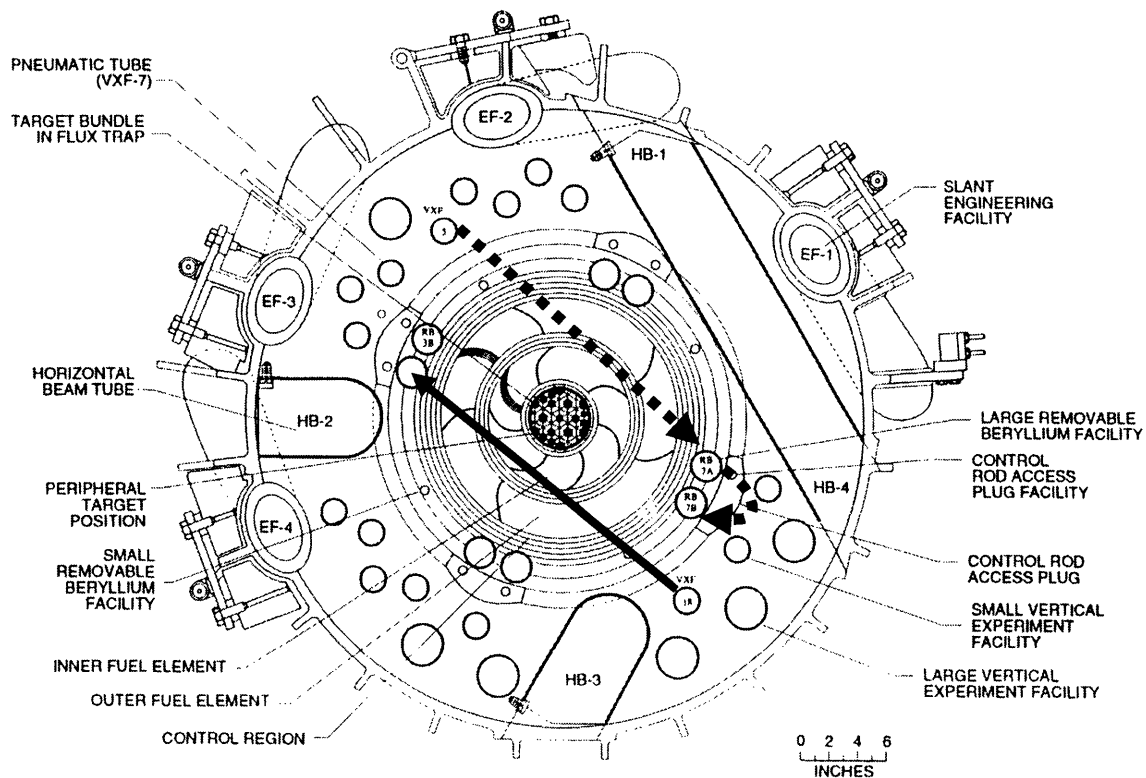 PNEUMATIC TUBE
(VXF-7)
TARGET BUNDLE
IN FLUX TRAP
EF-2
HB-1
EF-1
SLANT
ENGINEERING
FACILITY
VXF
5
EF-3
RB
3B
HORIZONTAL
BEAM TUBE
HB-2
LARGE REMOVABLE
BERYLLIUM FACILITY
RB
7A
CONTROL
ROD ACCESS
PLUG FACILITY
HB-4
RB
7B
PERIPHERAL
TARGET
POSITION
EF-4
SMALL
REMOVABLE
BERYLLIUM
FACILITY
CONTROL ROD
ACCESS PLUG
VXF
SMALL VERTICAL
EXPERIMENT
FACILITY
INNER FUEL ELEMENT
OUTER FUEL ELEMENT
HB-3
LARGE VERTICAL
EXPERIMENT FACILITY
CONTROL REGION
0 2 4 6
INCHES